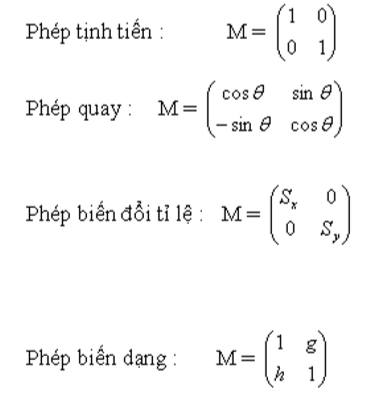 Phép tịnh tiến : M = (1 0
0 1)
Phép quay : M = (cos θ sin θ
−sin θ cos θ)
Phép biến đổi tỉ lệ : M = (Sₓ 0
0 Sᵧ)
Phép biến dạng : M = (1 g
h 1)